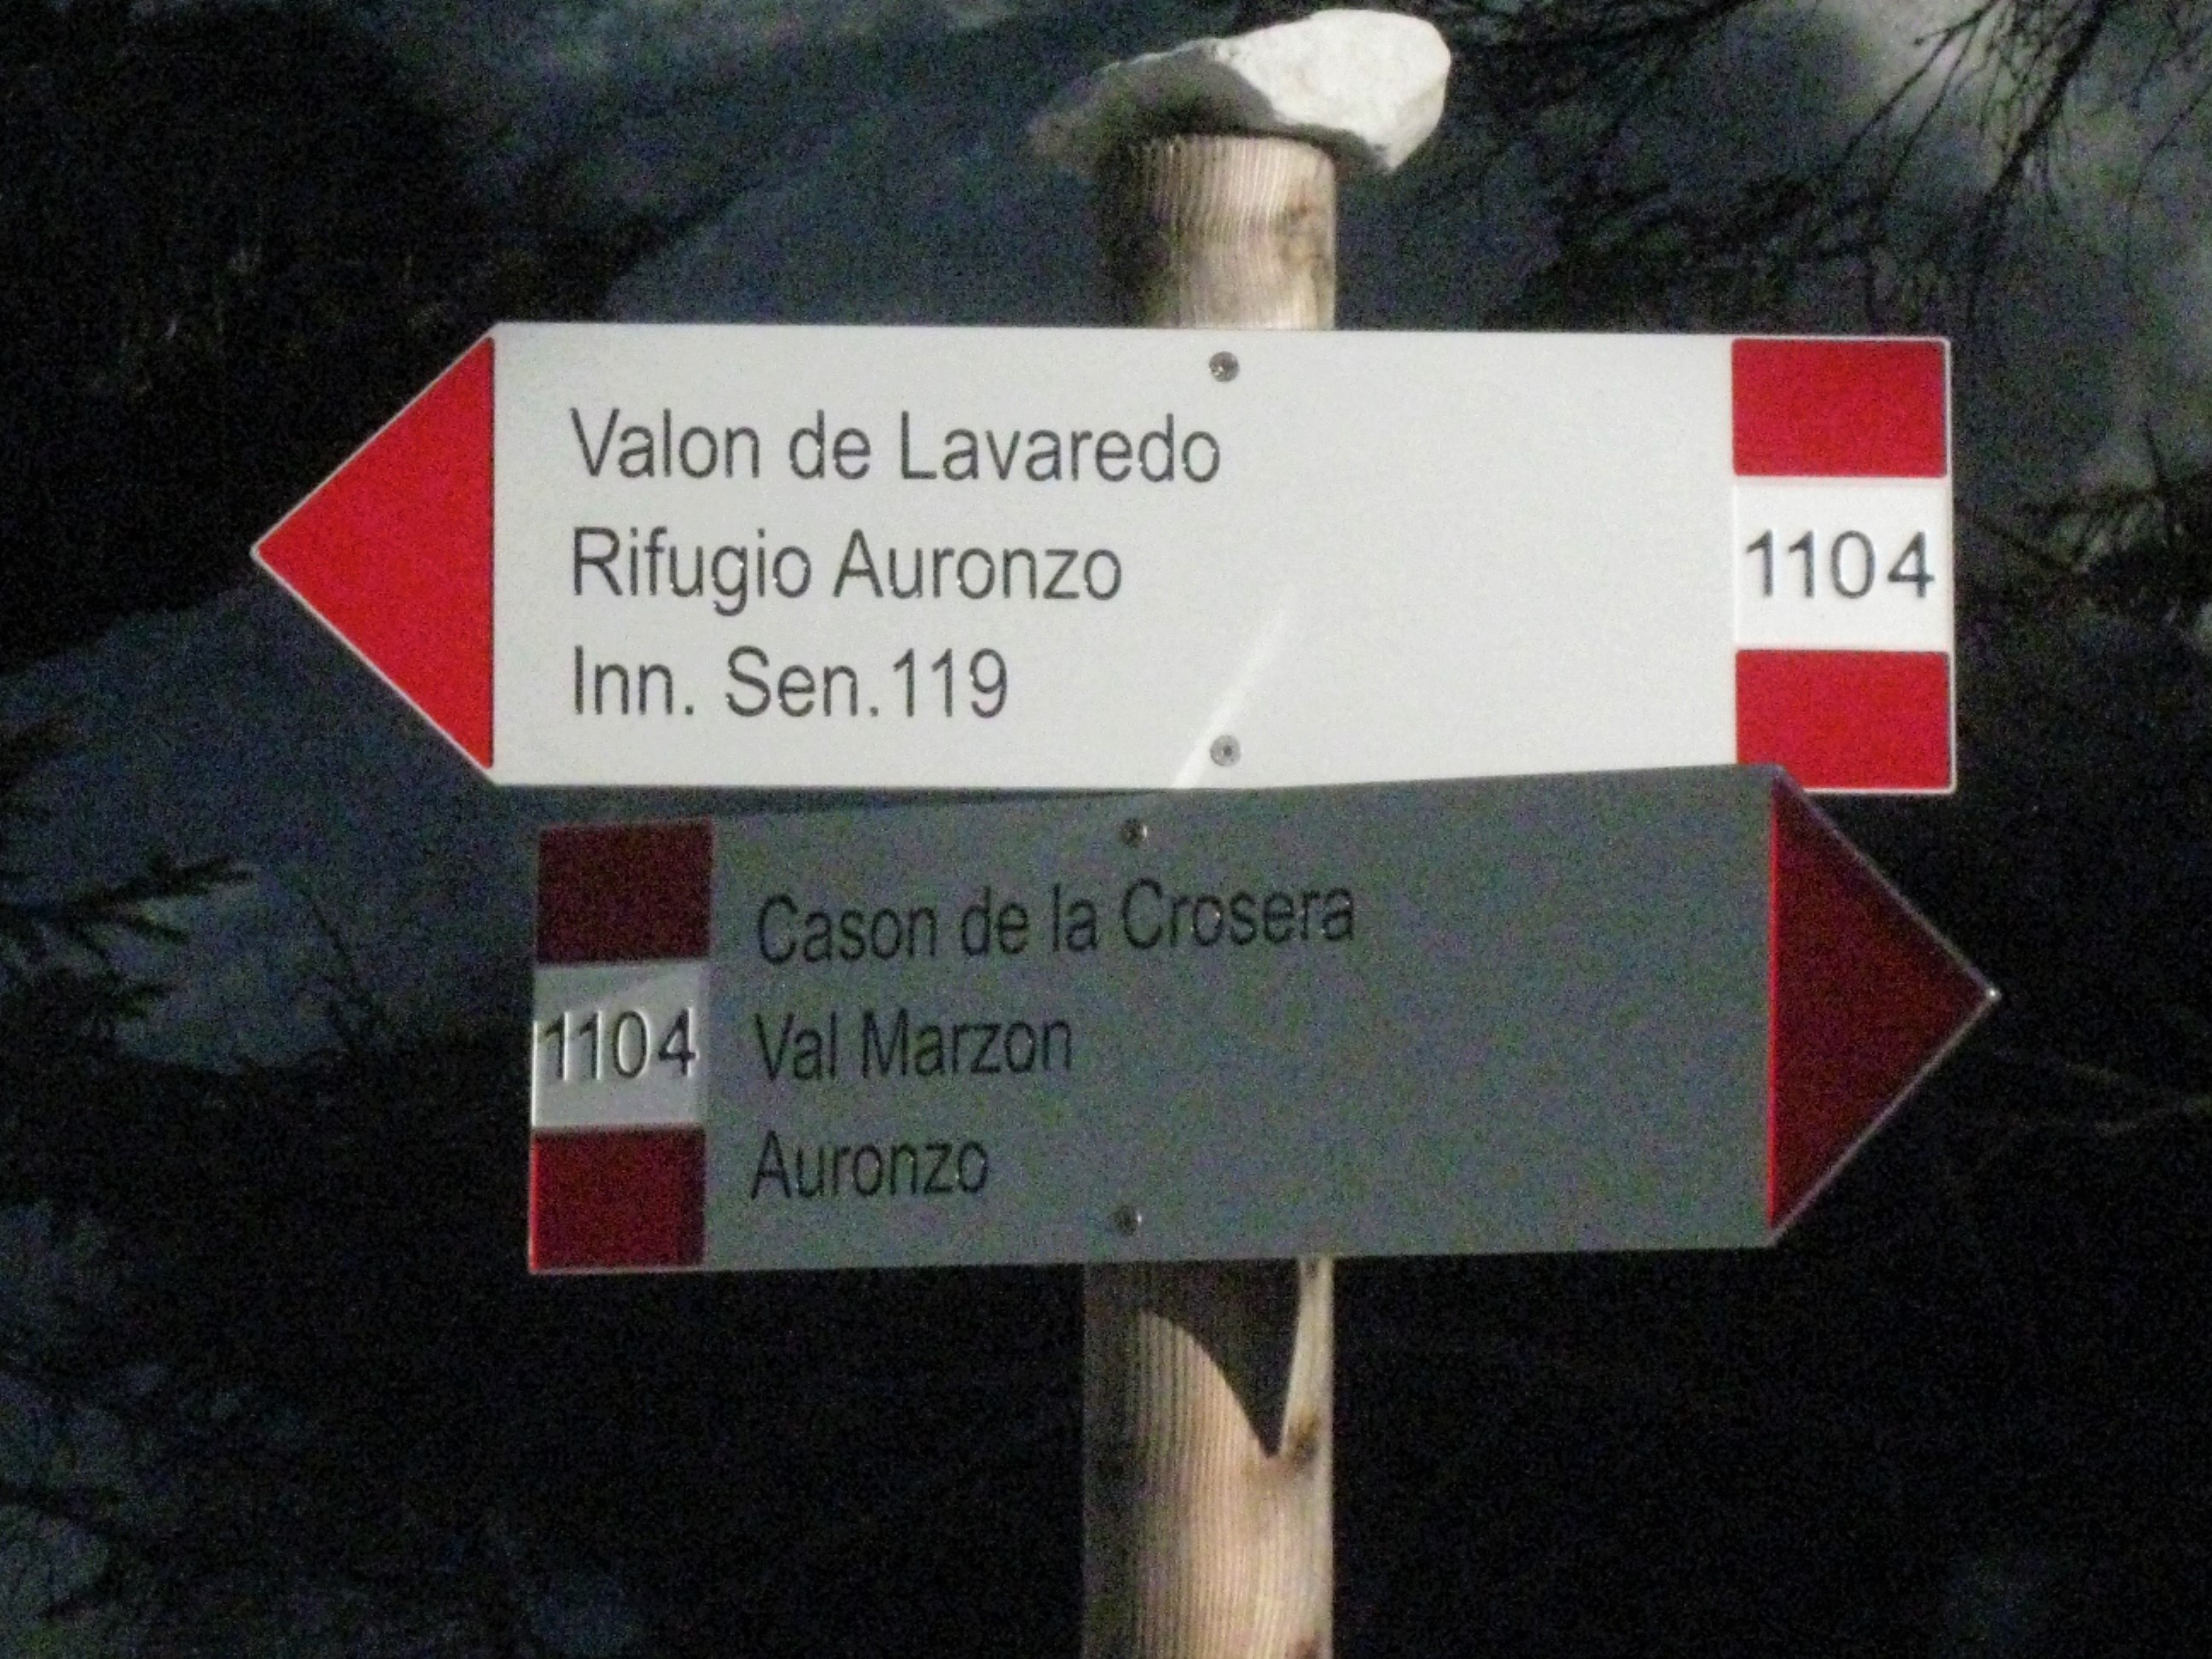 Valon de Lavaredo
Rifugio Auronzo
Inn. Sen.119
1104
Cason de la Crosera
1104
Val Marzon
Auronzo